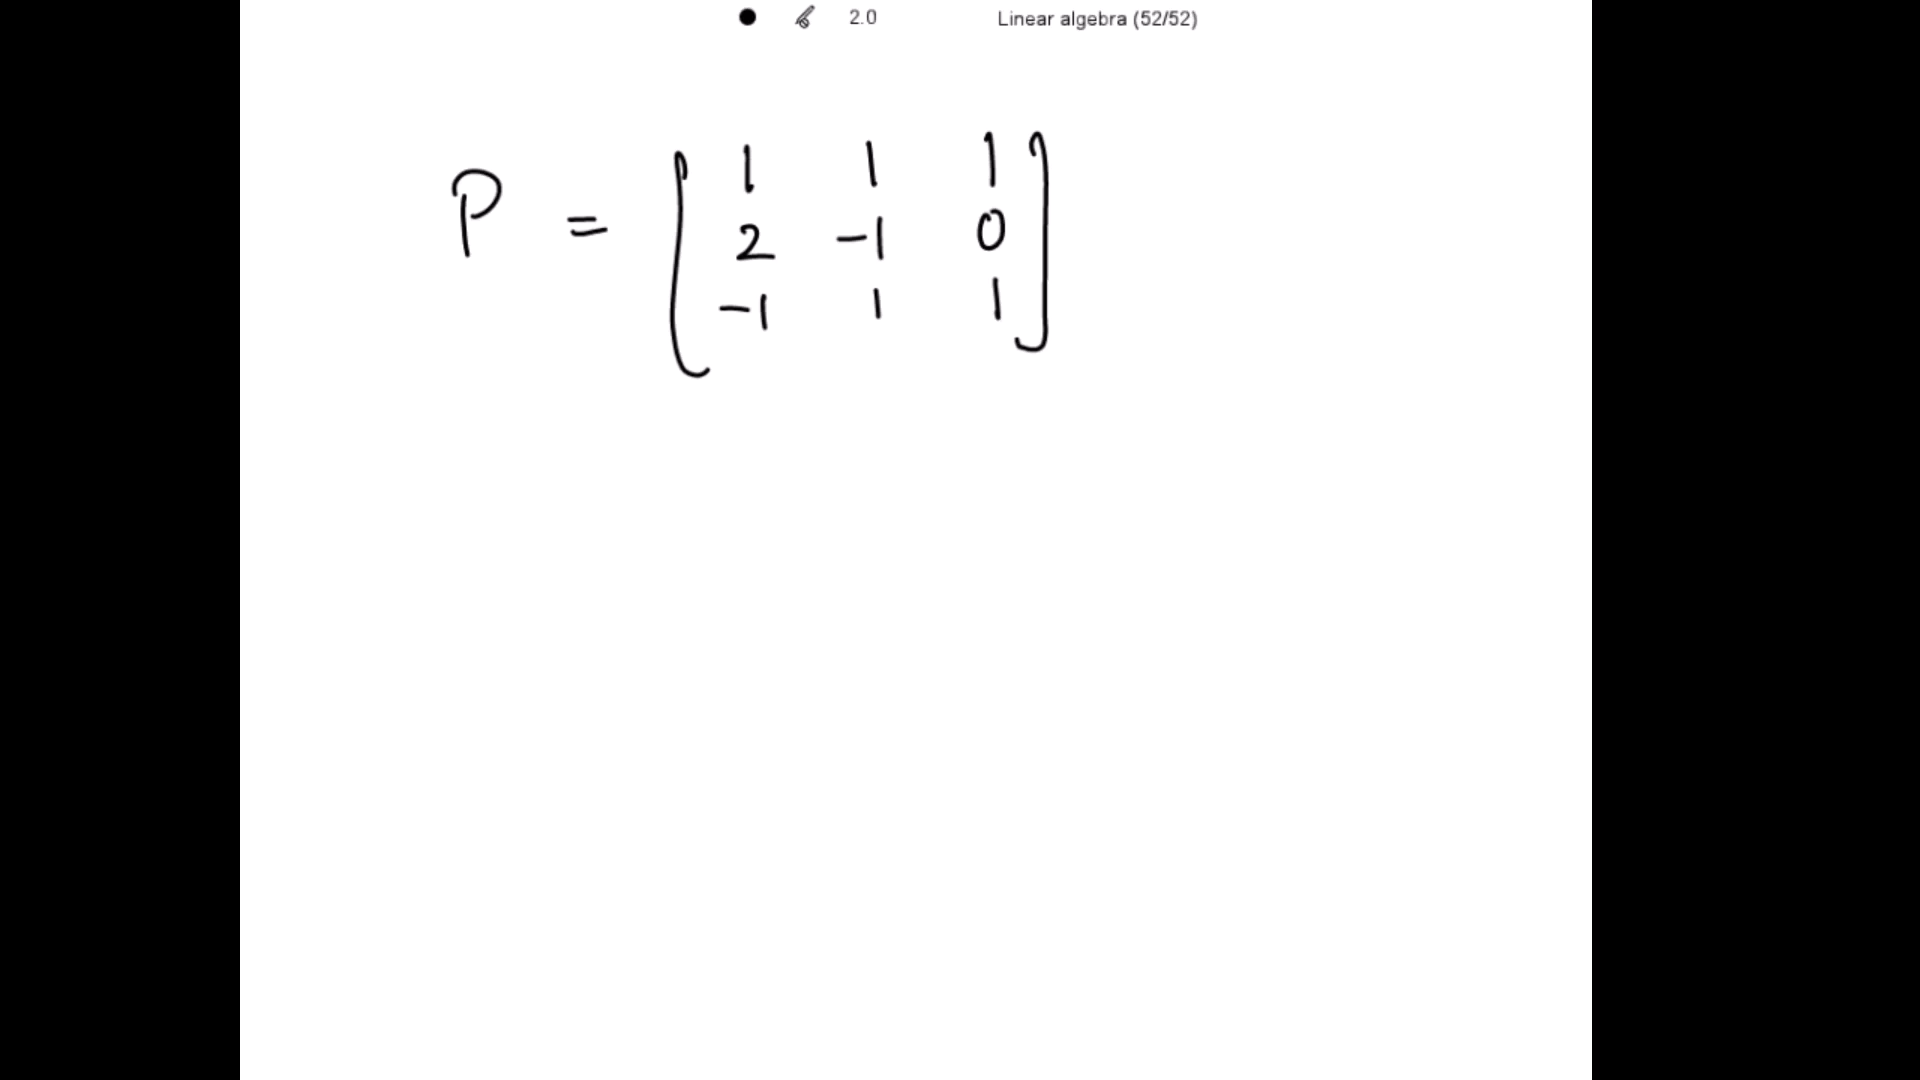 2.0 Linear algebra (52/52)
1 1 1
P = 2 -1 0
-1 1 1